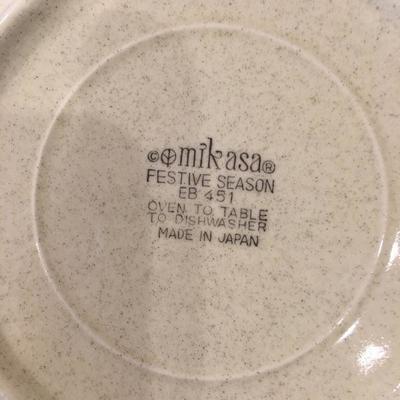 ©mikasa®
FESTIVE SEASON
EB 451
OVEN TO TABLE
TO DISHWASHER
MADE IN JAPAN